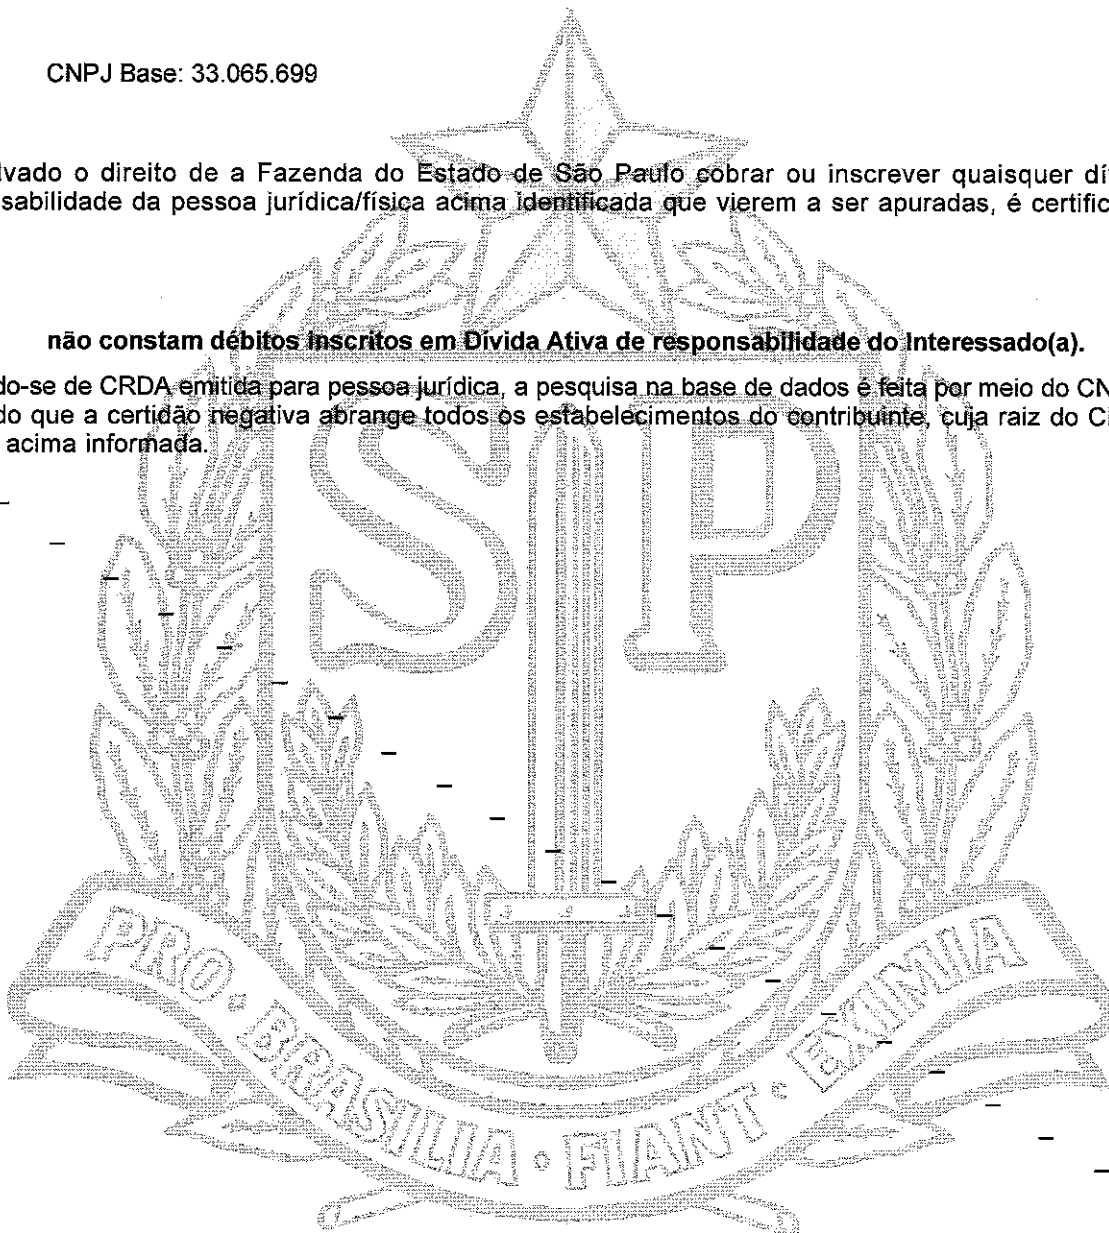 CNPJ Base: 33.065.699
vado o direito de a Fazenda do Estado de São Paulo cobrar ou inscrever quaisquer dí
sabilidade da pessoa jurídica/física acima identificada que vierem a ser apuradas, é certific
não constam débitos inscritos em Dívida Ativa de responsabilidade do Interessado(a).
do-se de CRDA emitida para pessoa jurídica, a pesquisa na base de dados é feita por meio do CN
do que a certidão negativa abrange todos os estabelecimentos do contribuinte, cuja raiz do C
acima informada.
SP
PRO · BRASILIA · FIANT · EXIMIA